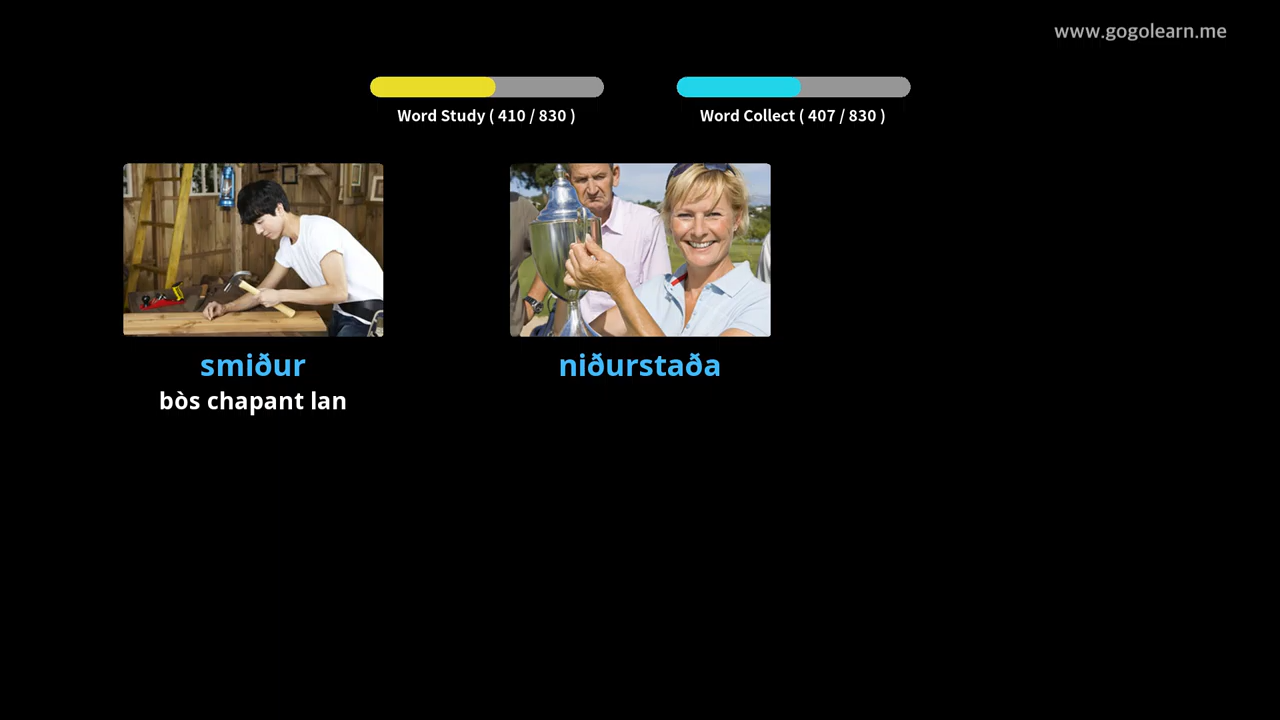 www.gogolearn.me
Word Study ( 410 / 830 )
Word Collect ( 407 / 830 )
smiður
niðurstaða
bòs chapant lan